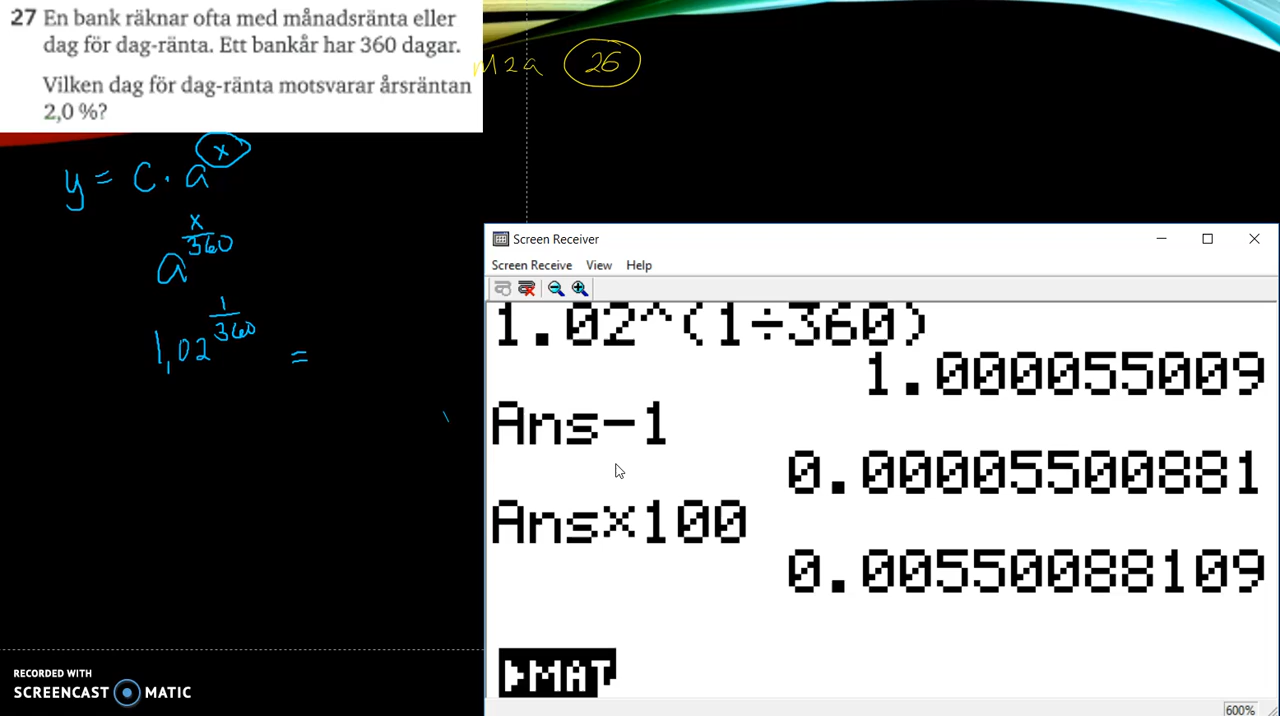 27 En bank räknar ofta med månadsränta eller
dag för dag-ränta. Ett bankår har 360 dagar.
Vilken dag för dag-ränta motsvarar årsräntan
2,0 %?
M2a 26
y = C · a^x
a^(x/360)
1,02^(1/360) =
Screen Receiver
Screen Receive View Help
1.02^(1÷360)
1.000055009
Ans-1
0.00005500881
Ans×100
0.00550088109
▶MAT
600%
RECORDED WITH
SCREENCAST MATIC